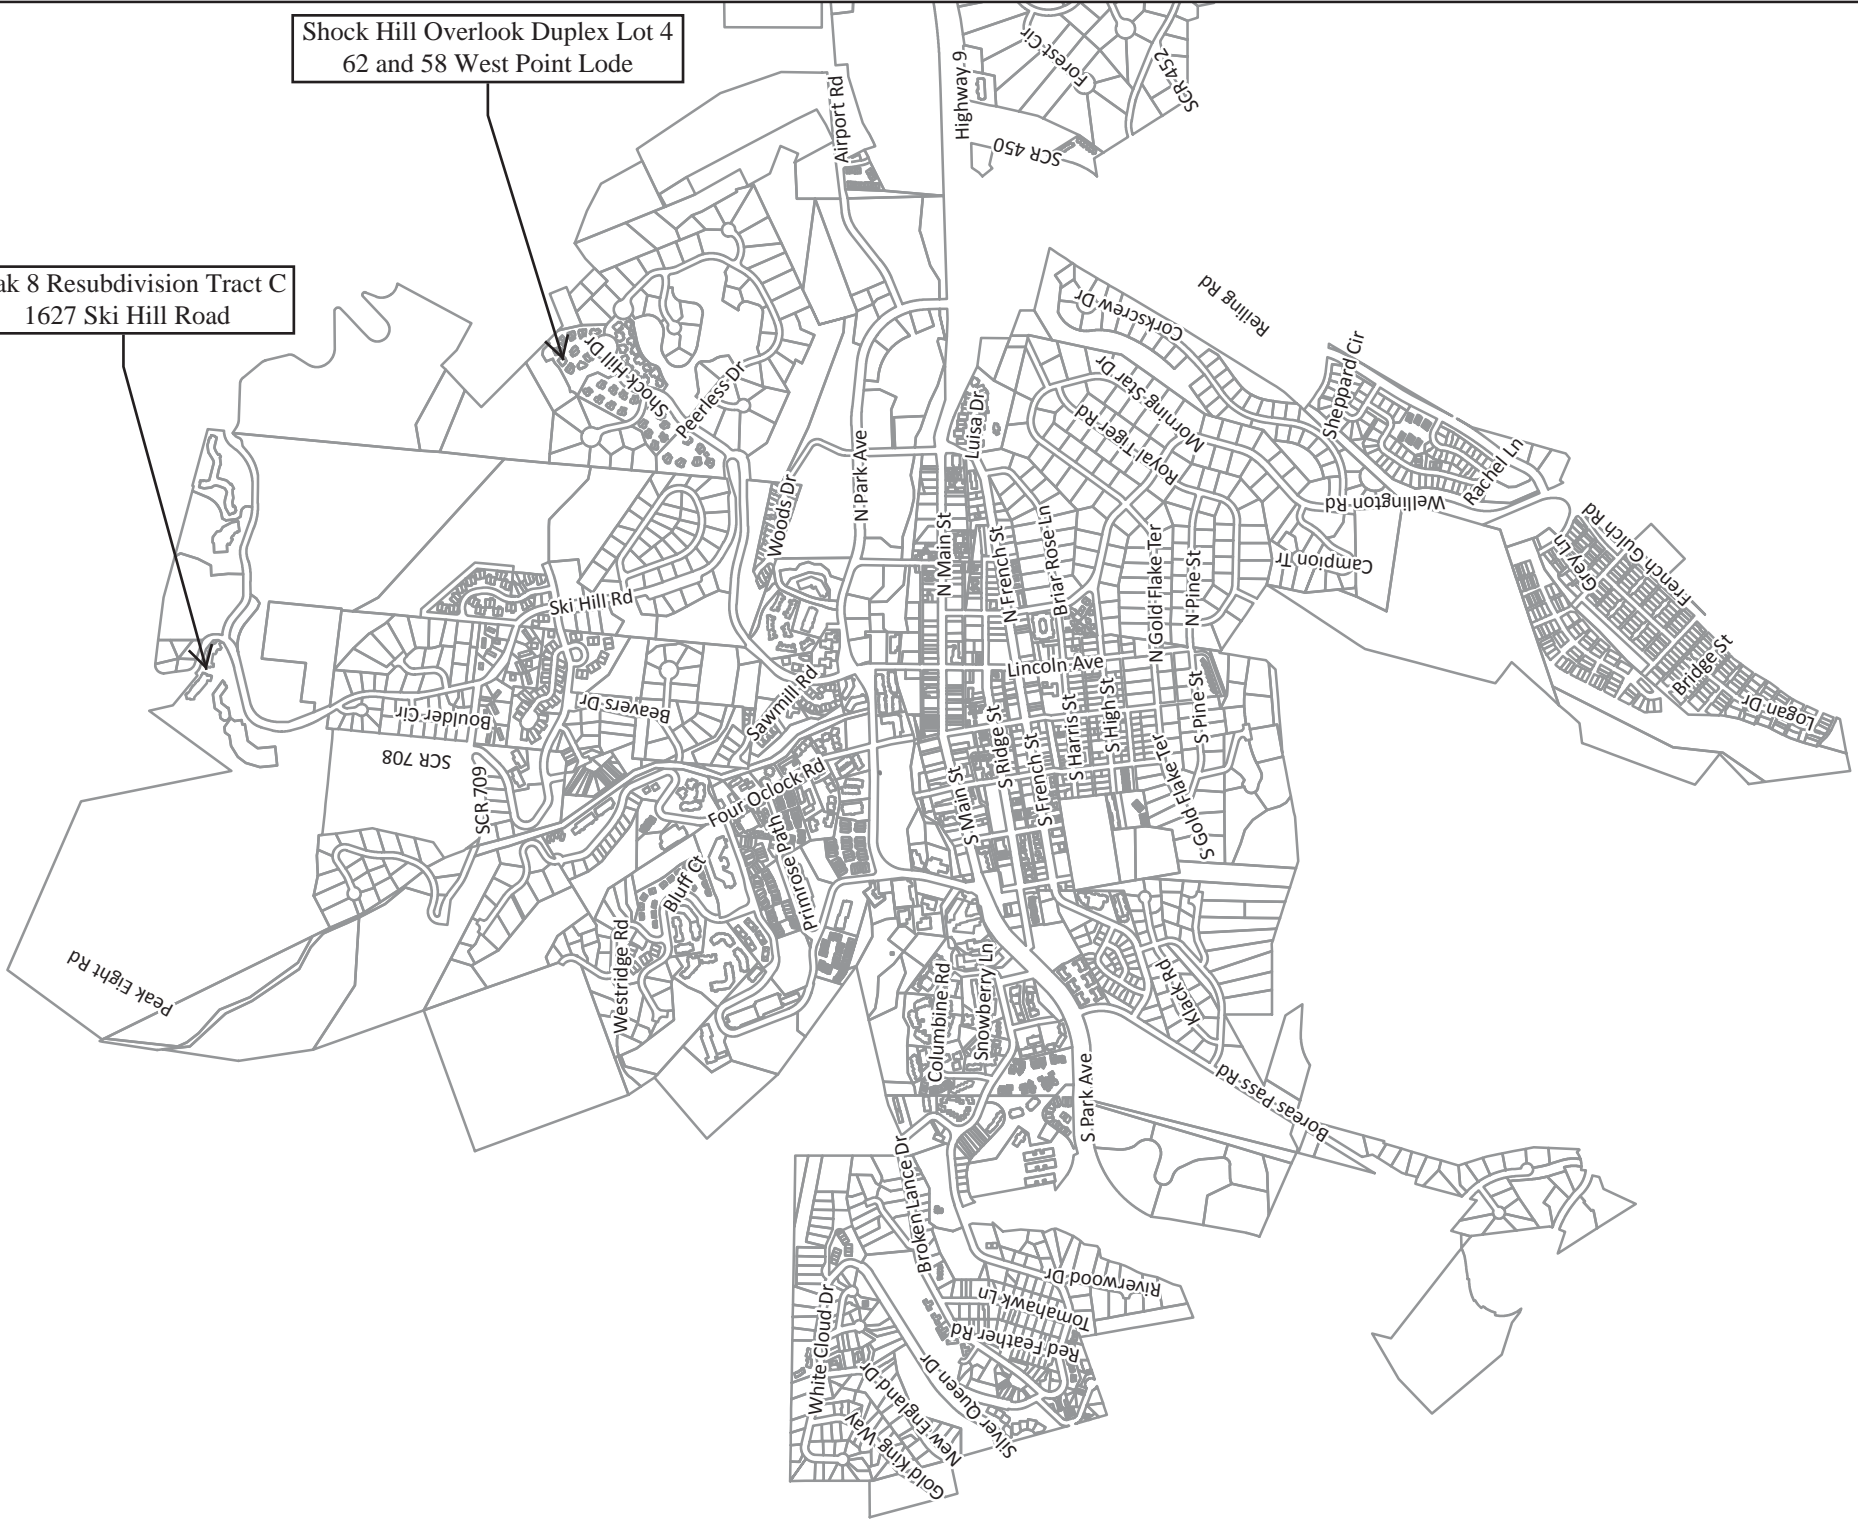 Shock Hill Overlook Duplex Lot 4
62 and 58 West Point Lode
ak 8 Resubdivision Tract C
1627 Ski Hill Road
Airport Rd
Highway 9
Forest Cir
SCR 452
SCR 450
Reiling Rd
Corkscrew Dr
Shock Hill Dr
Peerless Dr
Luisa Dr
Morning Star Dr
Royal Tiger Rd
Sheppard Cir
Rachel Ln
Wellington Rd
Woods Dr
N Park Ave
N Main St
N French St
Briar Rose Ln
N Gold Flake Ter
N Pine St
Campion Tr
Grey Ln
French Gulch Rd
Bridge St
Logan Dr
Ski Hill Rd
Lincoln Ave
Boulder Cir
Beavers Dr
Sawmill Rd
SCR 708
SCR 709
Four Oclock Rd
Primrose Path
Bluff Ct
Westridge Rd
Peak Eight Rd
S Main St
S Ridge St
S French St
S Harris St
S High St
S Gold Flake Ter
S Pine St
Klack Rd
Columbine Rd
Snowberry Ln
S Park Ave
Boreas Pass Rd
Broken Lance Dr
Riverwood Dr
Tomahawk Ln
Red Feather Rd
White Cloud Dr
Silver Queen Dr
New England Dr
Gold King Way